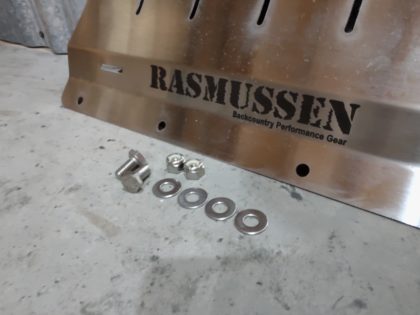 RASMUSSEN
Backcountry Performance Gear